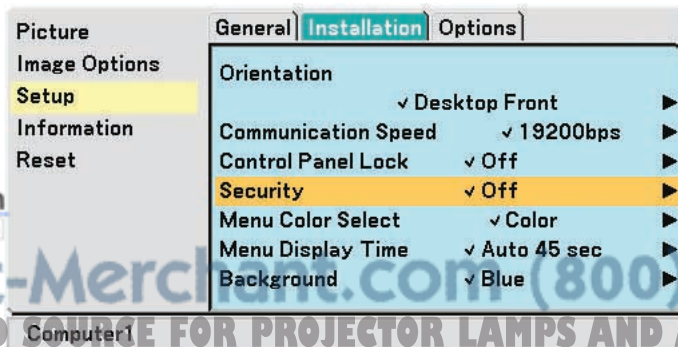 General Installation Options
Picture
Image Options
Setup
Information
Reset
Orientation
✓ Desktop Front ▶
Communication Speed ✓ 19200bps ▶
Control Panel Lock ✓ Off ▶
Security ✓ Off ▶
Menu Color Select ✓ Color ▶
Menu Display Time ✓ Auto 45 sec ▶
Background ✓ Blue ▶
-Merchant.com (800)
SOURCE FOR PROJECTOR LAMPS AND
Computer1